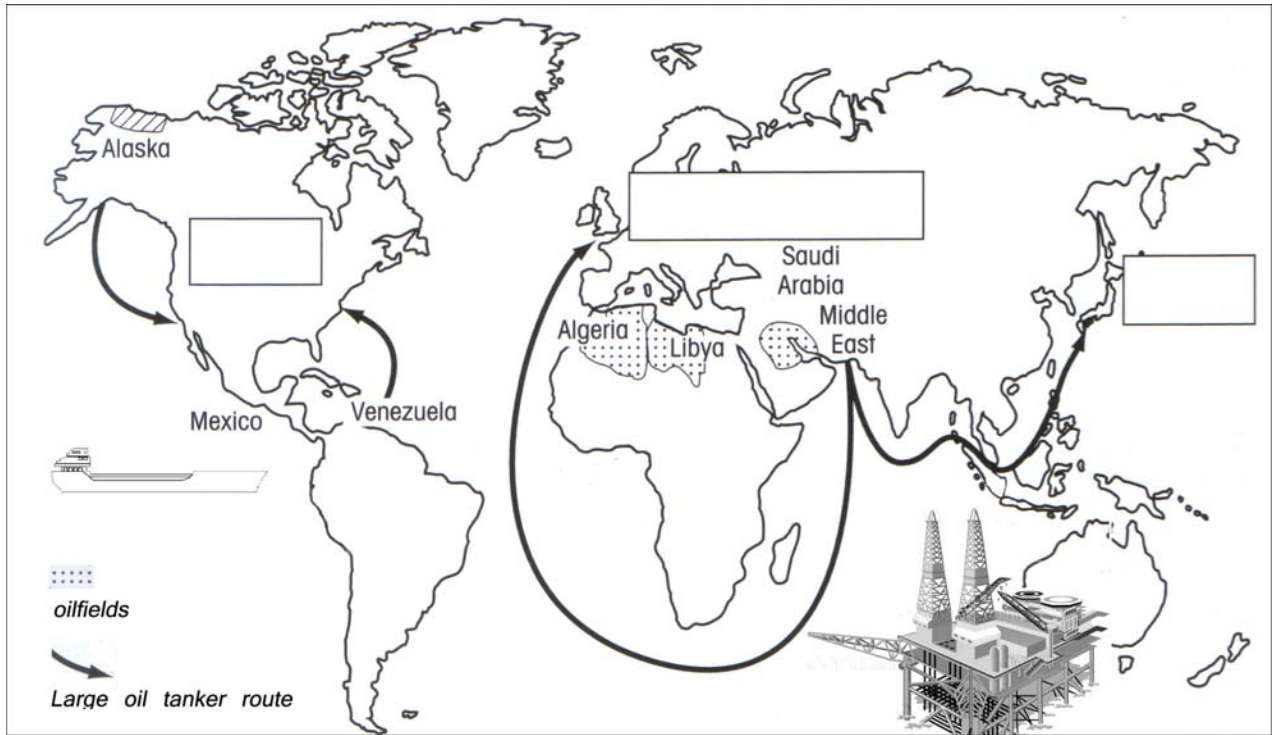 Alaska
Saudi
Arabia
Middle
East
Algeria
Libya
Mexico
Venezuela
oilfields
Large oil tanker route